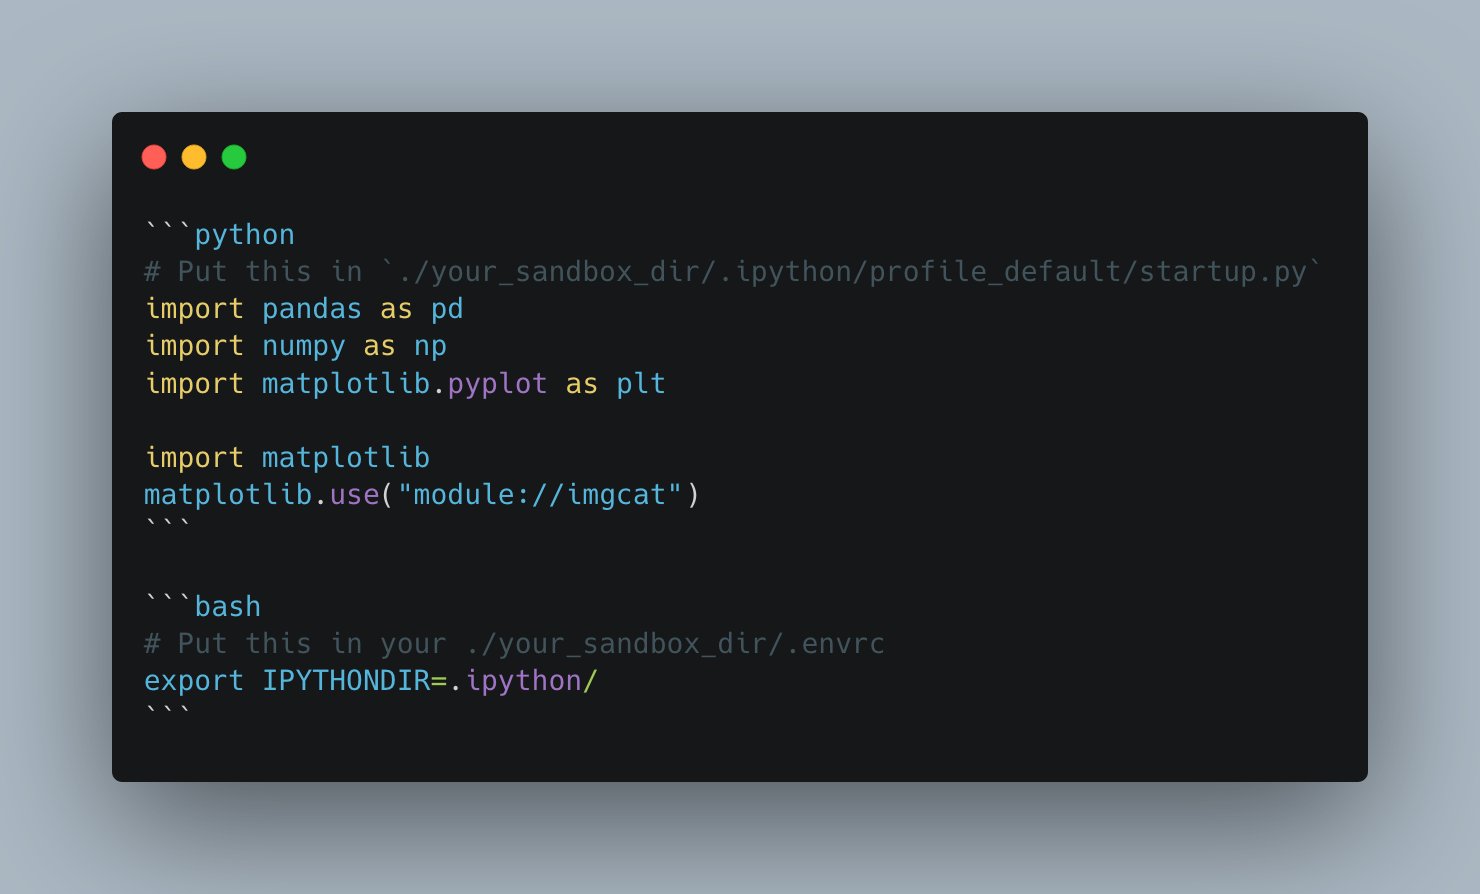 ```python
# Put this in `./your_sandbox_dir/.ipython/profile_default/startup.py`
import pandas as pd
import numpy as np
import matplotlib.pyplot as plt

import matplotlib
matplotlib.use("module://imgcat")
```

```bash
# Put this in your ./your_sandbox_dir/.envrc
export IPYTHONDIR=.ipython/
```